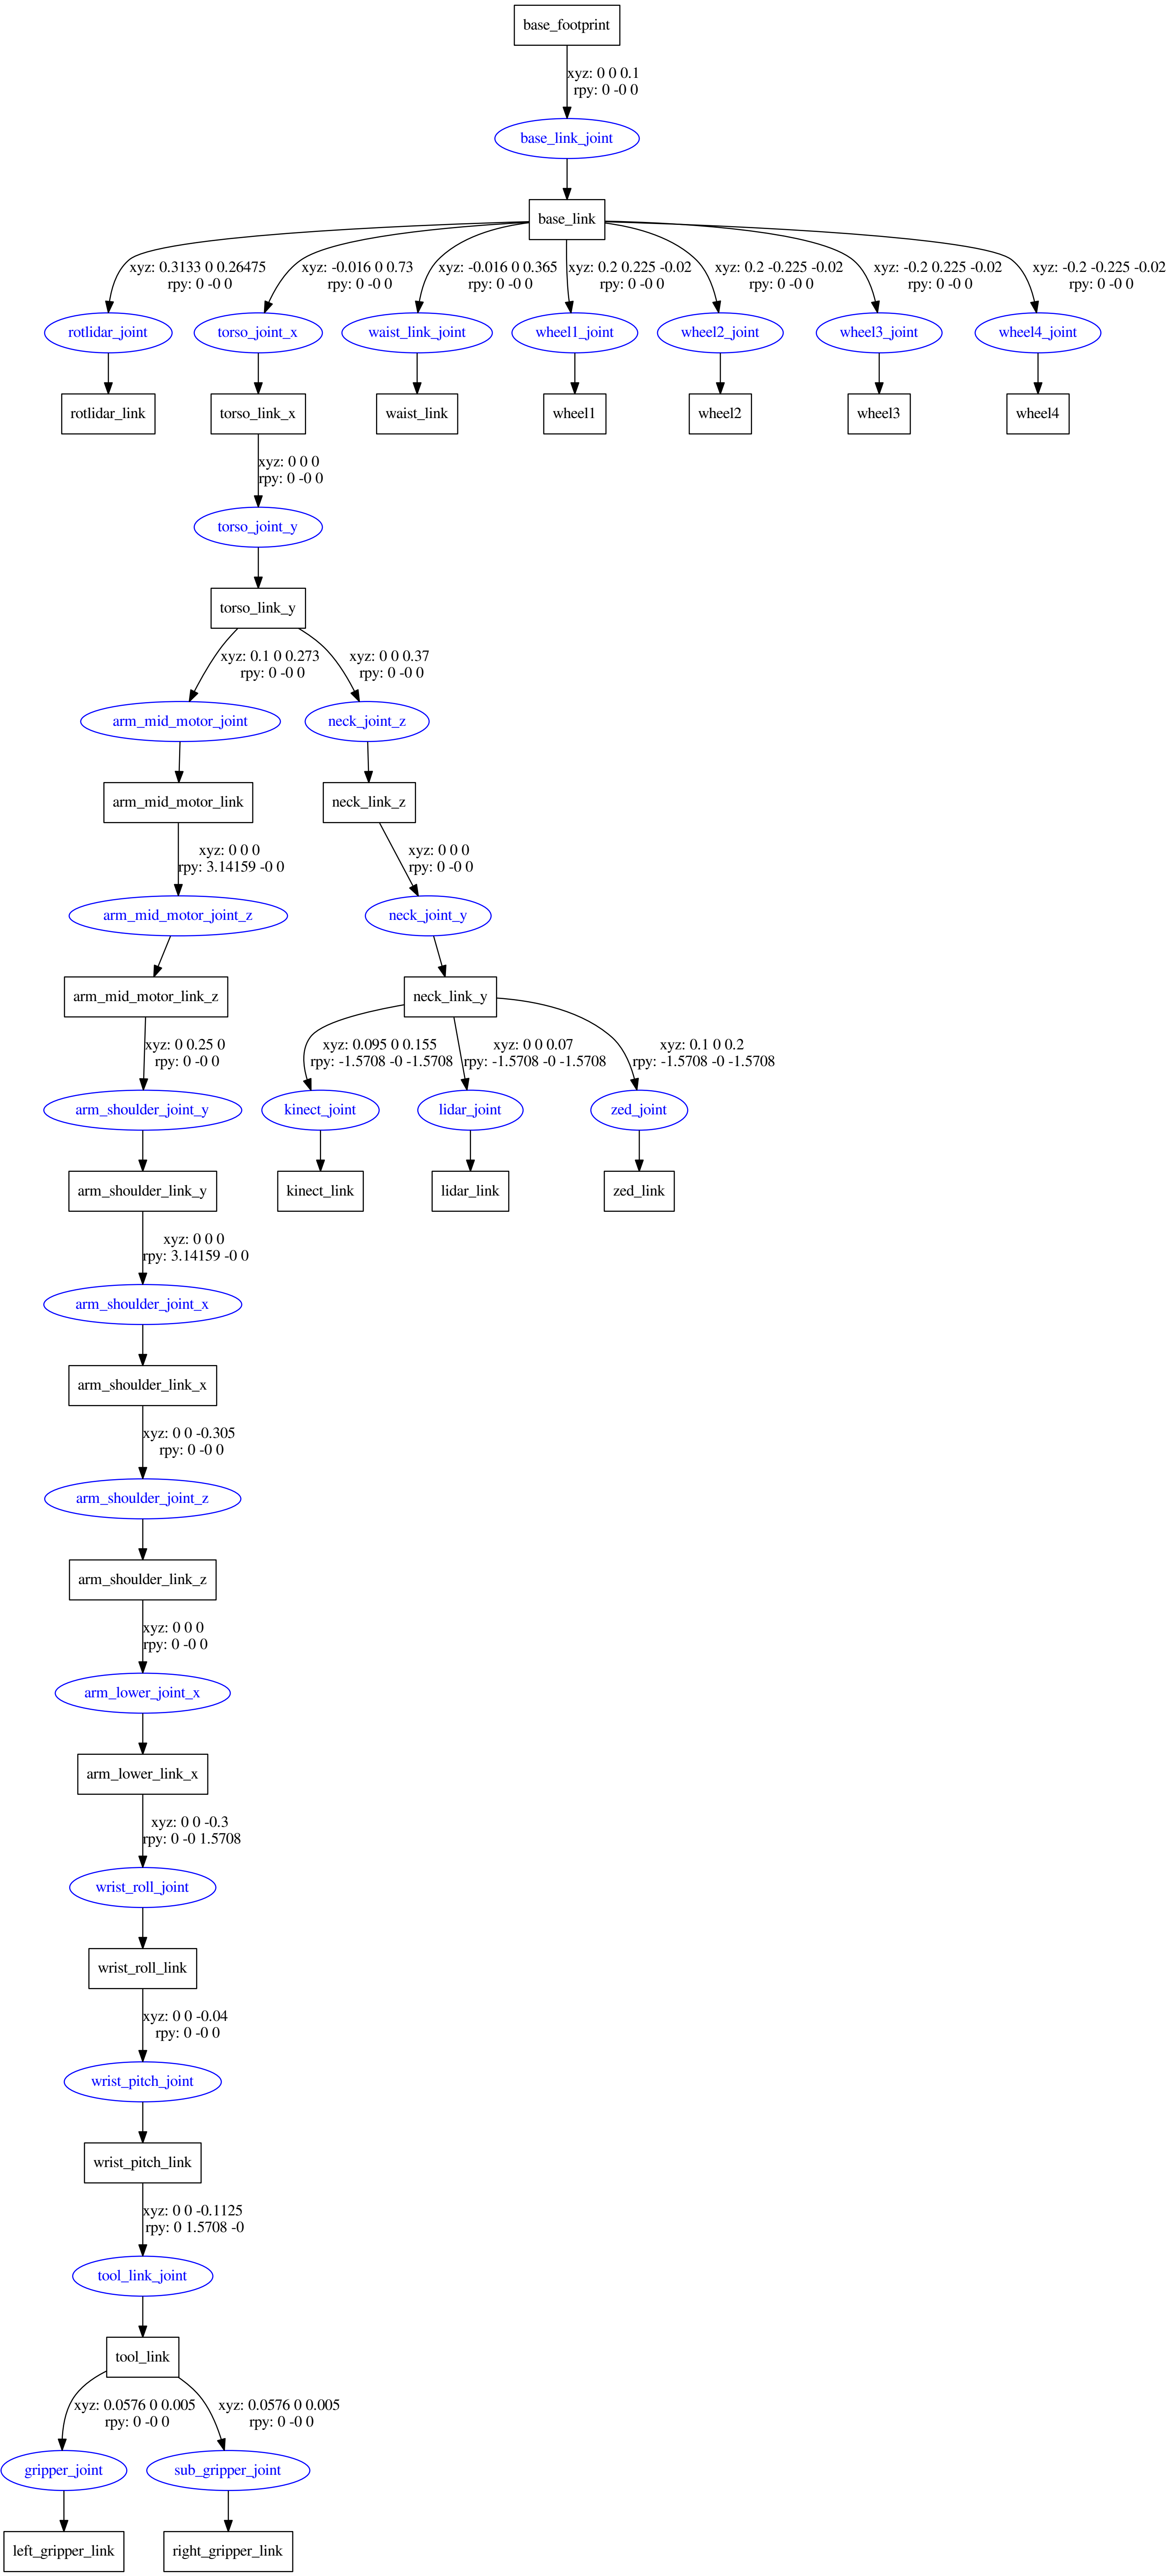 base_footprint
xyz: 0 0 0.1
rpy: 0 -0 0
base_link_joint
base_link
xyz: 0.3133 0 0.26475
rpy: 0 -0 0
xyz: -0.016 0 0.73
rpy: 0 -0 0
xyz: -0.016 0 0.365
rpy: 0 -0 0
xyz: 0.2 0.225 -0.02
rpy: 0 -0 0
xyz: 0.2 -0.225 -0.02
rpy: 0 -0 0
xyz: -0.2 0.225 -0.02
rpy: 0 -0 0
xyz: -0.2 -0.225 -0.02
rpy: 0 -0 0
rotlidar_joint
torso_joint_x
waist_link_joint
wheel1_joint
wheel2_joint
wheel3_joint
wheel4_joint
rotlidar_link
torso_link_x
waist_link
wheel1
wheel2
wheel3
wheel4
xyz: 0 0 0
rpy: 0 -0 0
torso_joint_y
torso_link_y
xyz: 0.1 0 0.273
rpy: 0 -0 0
xyz: 0 0 0.37
rpy: 0 -0 0
arm_mid_motor_joint
neck_joint_z
arm_mid_motor_link
neck_link_z
xyz: 0 0 0
rpy: 3.14159 -0 0
xyz: 0 0 0
rpy: 0 -0 0
arm_mid_motor_joint_z
neck_joint_y
arm_mid_motor_link_z
neck_link_y
xyz: 0 0.25 0
rpy: 0 -0 0
xyz: 0.095 0 0.155
rpy: -1.5708 -0 -1.5708
xyz: 0 0 0.07
rpy: -1.5708 -0 -1.5708
xyz: 0.1 0 0.2
rpy: -1.5708 -0 -1.5708
arm_shoulder_joint_y
kinect_joint
lidar_joint
zed_joint
arm_shoulder_link_y
kinect_link
lidar_link
zed_link
xyz: 0 0 0
rpy: 3.14159 -0 0
arm_shoulder_joint_x
arm_shoulder_link_x
xyz: 0 0 -0.305
rpy: 0 -0 0
arm_shoulder_joint_z
arm_shoulder_link_z
xyz: 0 0 0
rpy: 0 -0 0
arm_lower_joint_x
arm_lower_link_x
xyz: 0 0 -0.3
rpy: 0 -0 1.5708
wrist_roll_joint
wrist_roll_link
xyz: 0 0 -0.04
rpy: 0 -0 0
wrist_pitch_joint
wrist_pitch_link
xyz: 0 0 -0.1125
rpy: 0 1.5708 -0
tool_link_joint
tool_link
xyz: 0.0576 0 0.005
rpy: 0 -0 0
xyz: 0.0576 0 0.005
rpy: 0 -0 0
gripper_joint
sub_gripper_joint
left_gripper_link
right_gripper_link